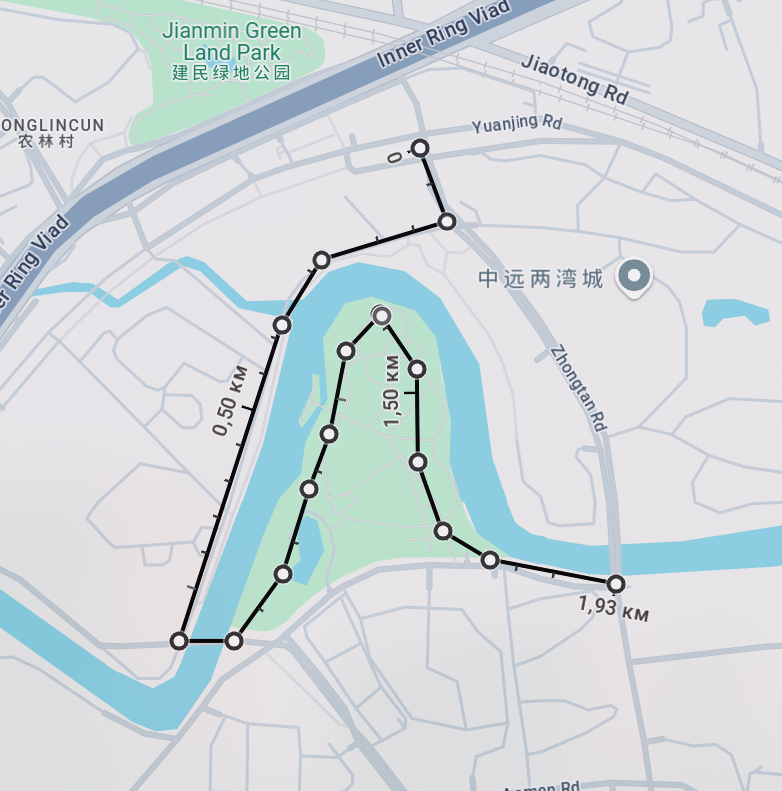 Jianmin Green
Land Park
建民绿地公园
Inner Ring Viad
Jiaotong Rd
ONGLINCUN
农林村
Yuanjing Rd
0
er Ring Viad
中远两湾城
Zhongtan Rd
0,50 км
1,50 км
1,93 км
Aomen Rd